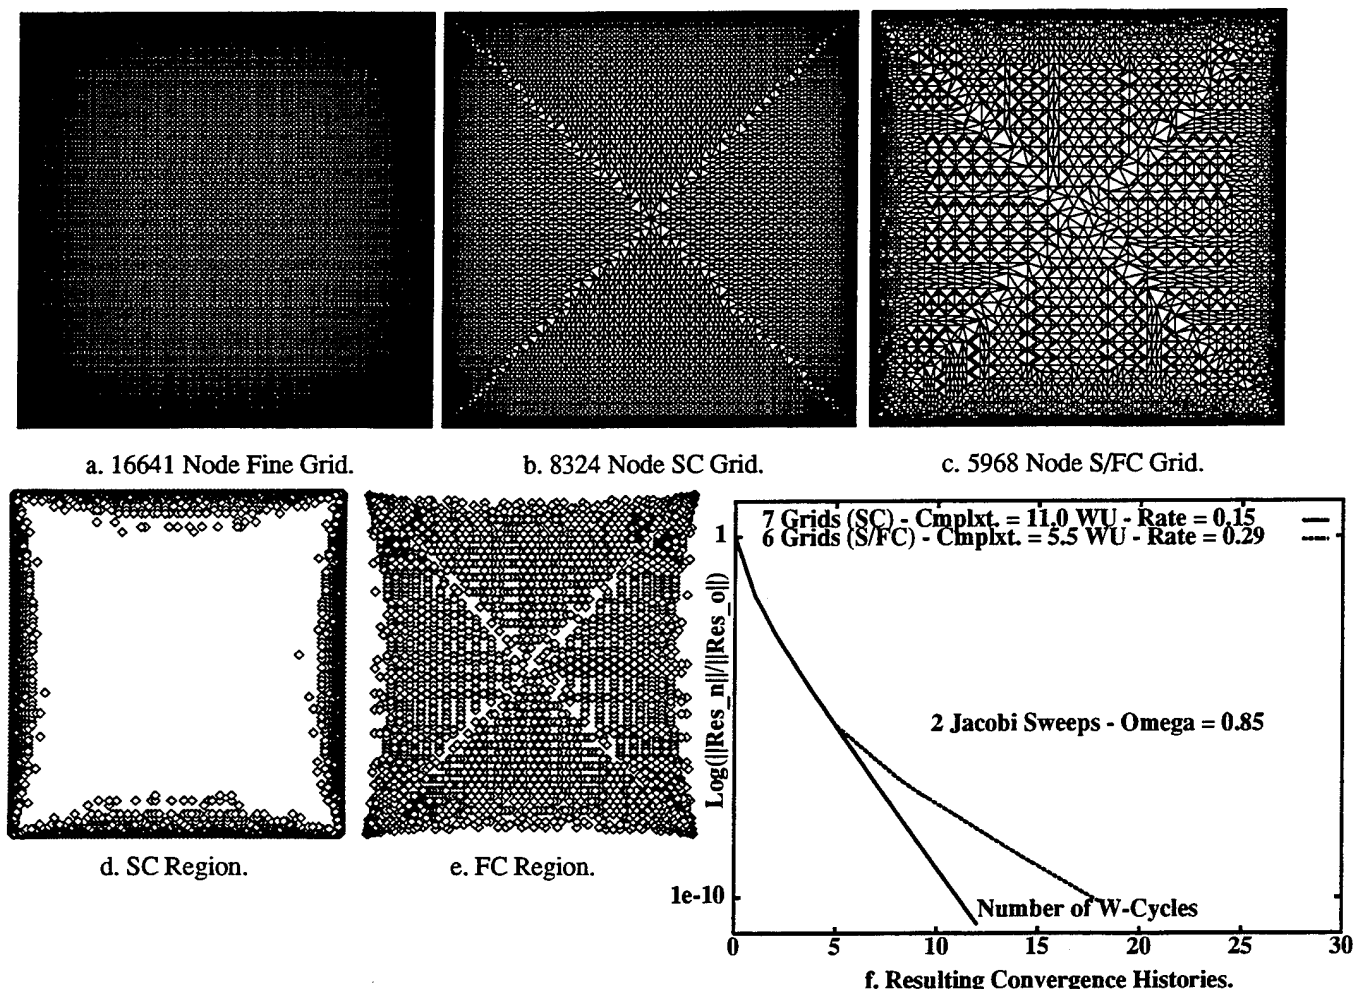 a. 16641 Node Fine Grid.
b. 8324 Node SC Grid.
c. 5968 Node S/FC Grid.
d. SC Region.
e. FC Region.
7 Grids (SC) - Cmplxt. = 11.0 WU - Rate = 0.15
6 Grids (S/FC) - Cmplxt. = 5.5 WU - Rate = 0.29
1
Log(||Res_n||/||Res_o||)
2 Jacobi Sweeps - Omega = 0.85
1e-10
Number of W-Cycles
0 5 10 15 20 25 30
f. Resulting Convergence Histories.